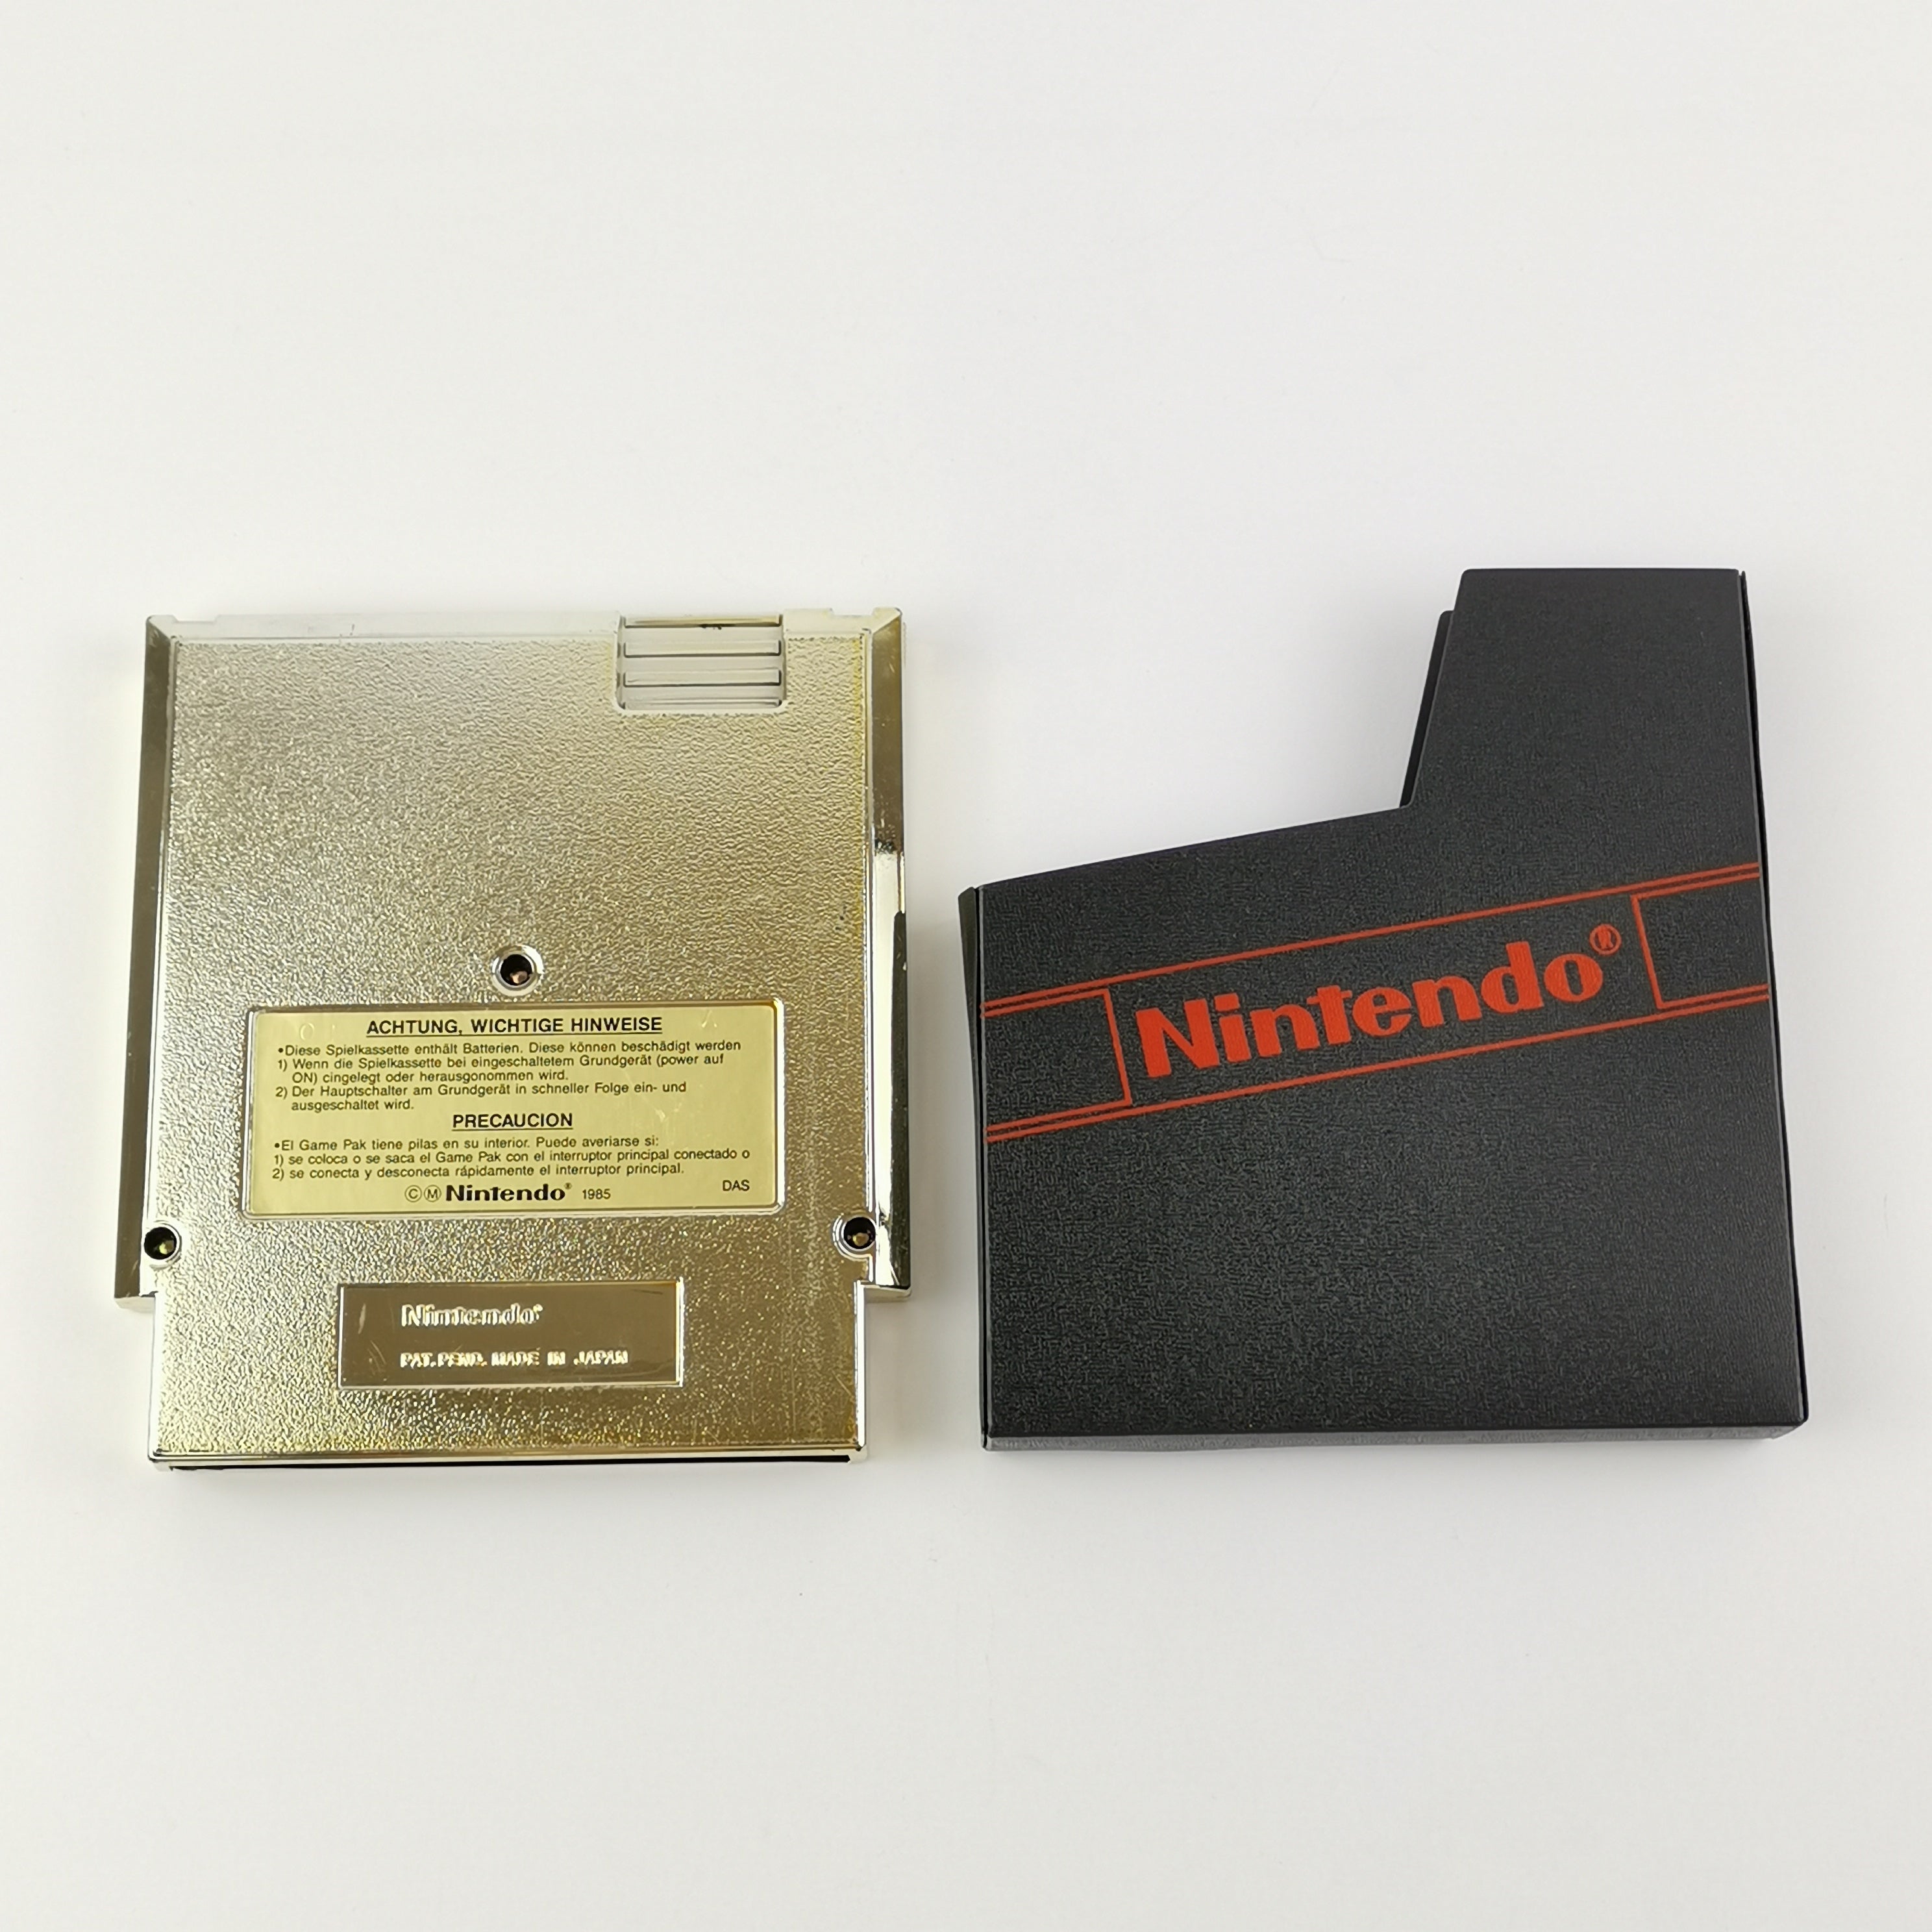 ACHTUNG, WICHTIGE HINWEISE
•Diese Spielkassette enthält Batterien. Diese können beschädigt werden
1) Wenn die Spielkassette bei eingeschaltetem Grundgerät (power auf
ON) cingelegt oder herausgonommen wird.
2) Der Hauptschalter am Grundgerät in schneller Folge ein- und
ausgeschaltet wird.
PRECAUCION
•El Game Pak tiene pilas en su interior. Puede averiarse si:
1) se coloca o se saca el Game Pak con el interruptor principal conectado o
2) se conecta y desconecta rápidamente el interruptor principal.
©Ⓜ Nintendo® 1985 DAS
Nintendo®
PAT. PEND. MADE IN JAPAN
Nintendo®